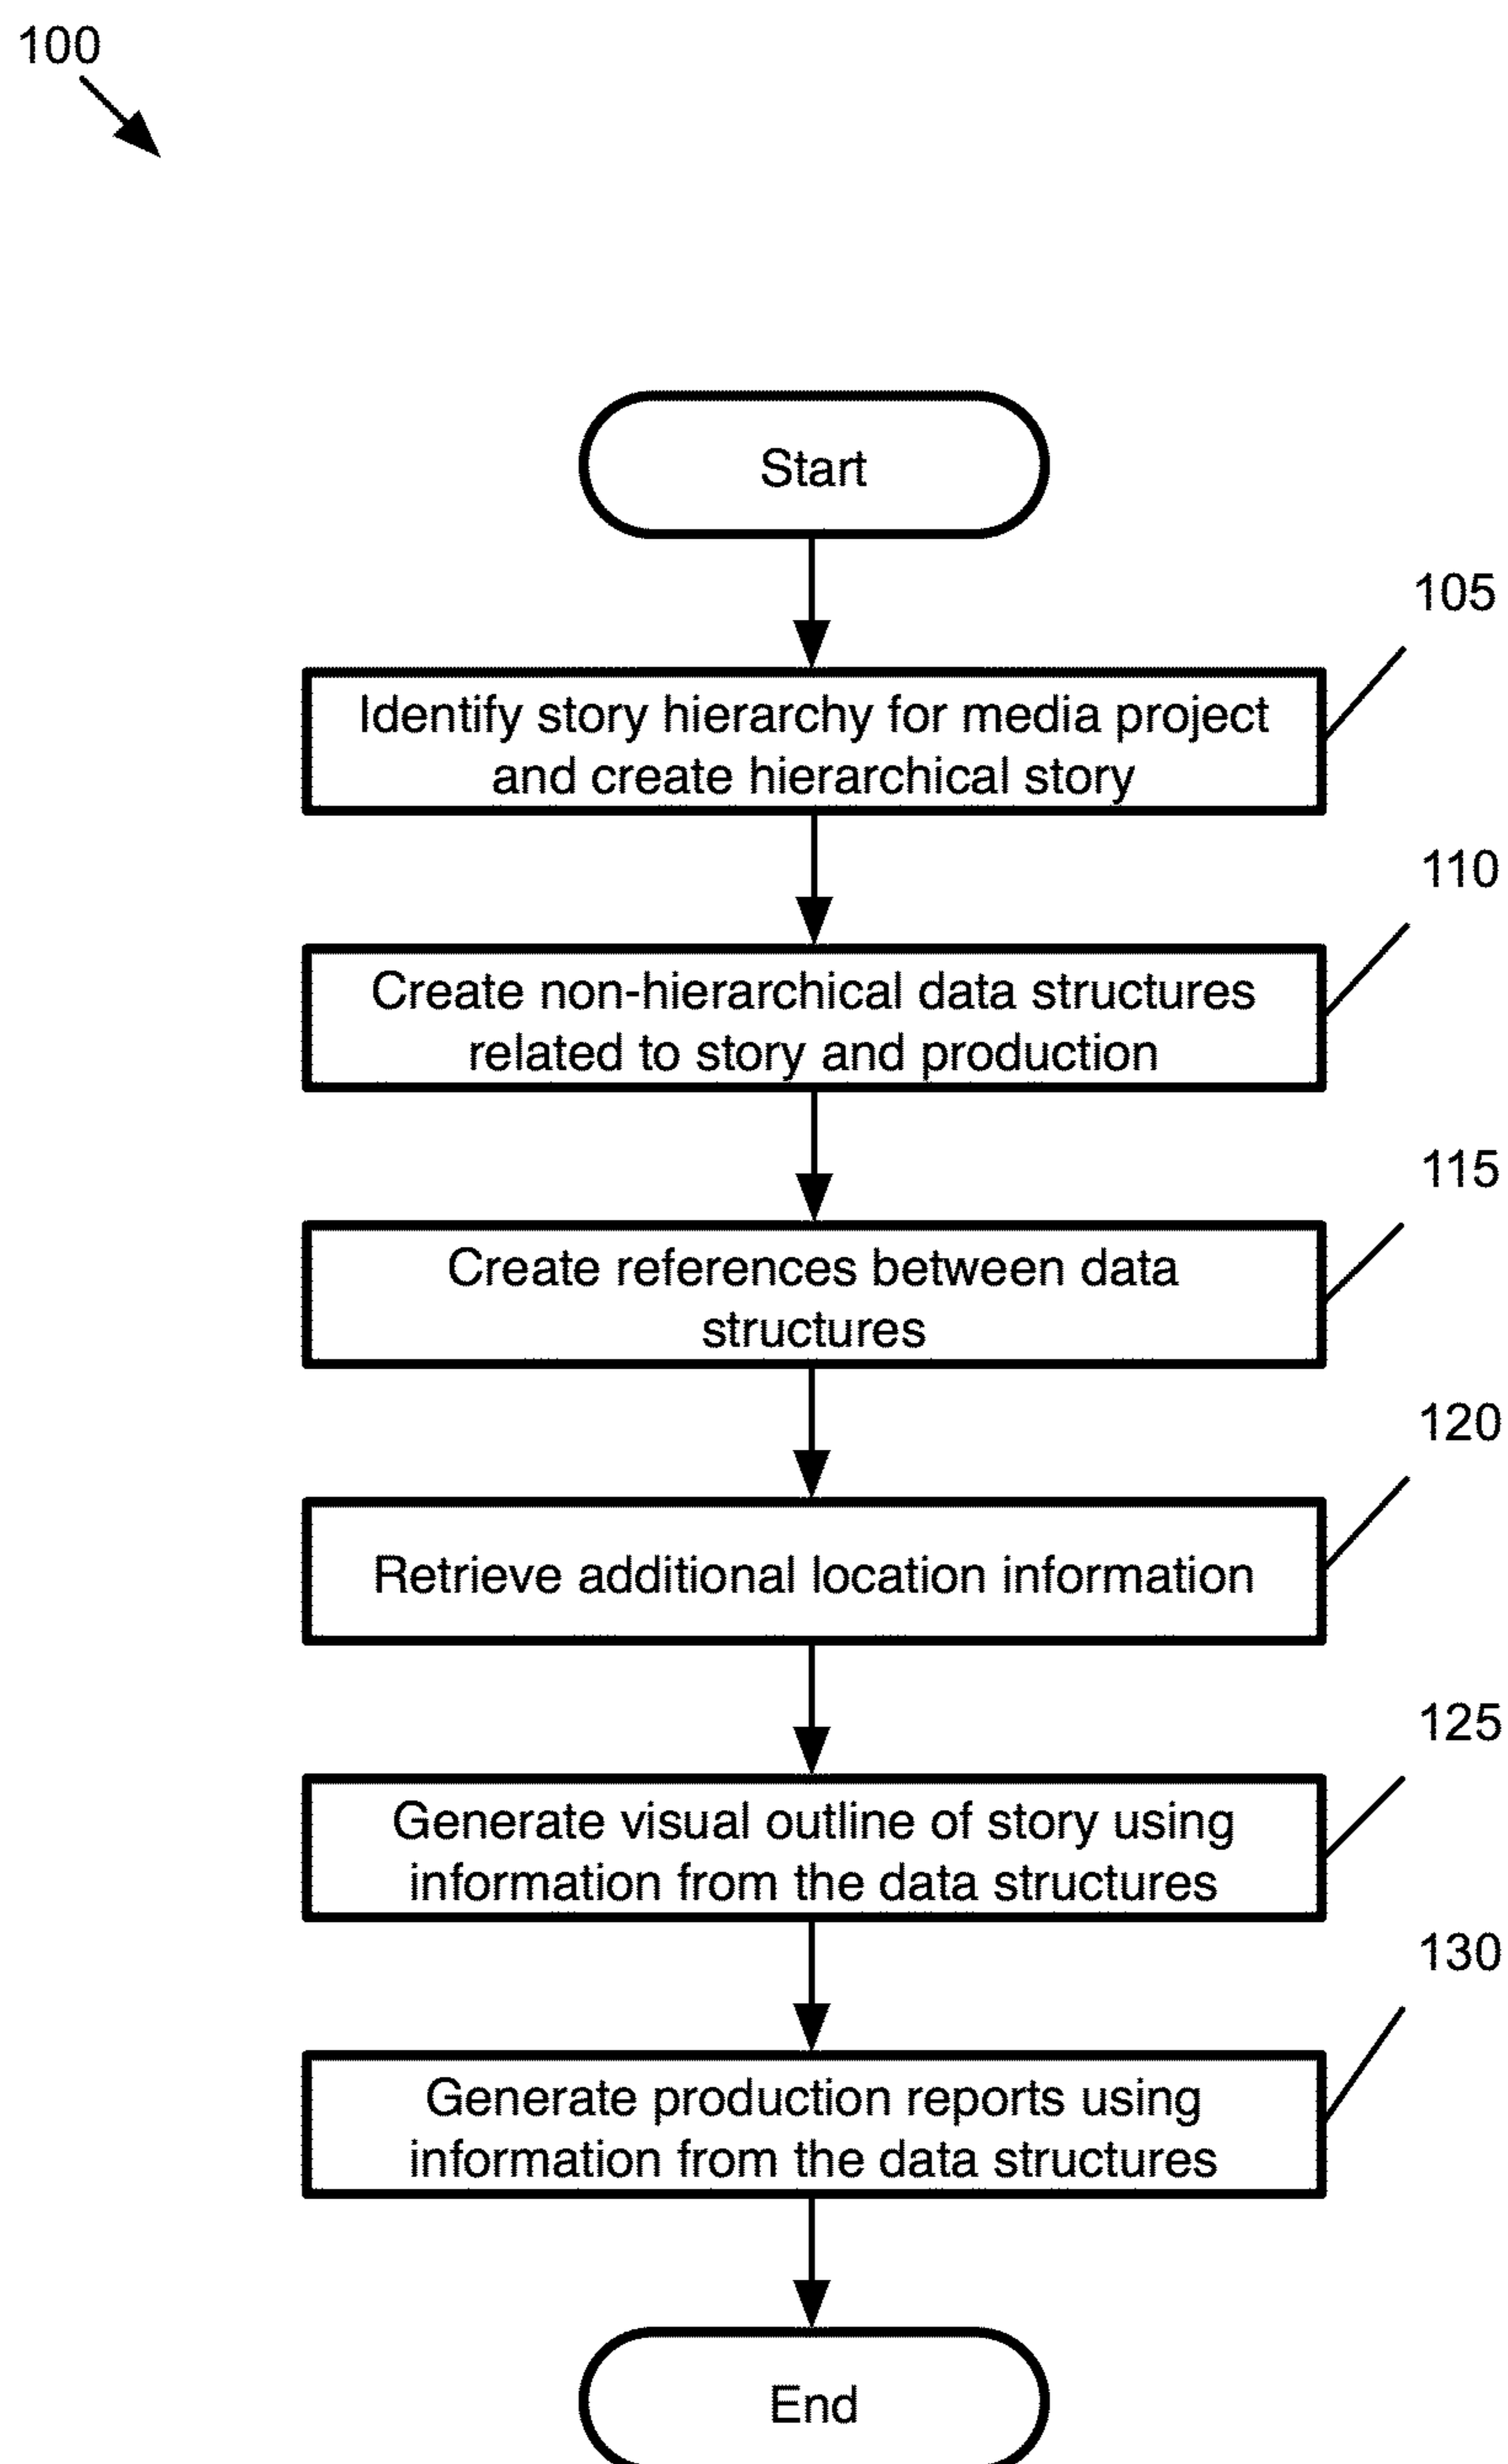 100
Start
105
Identify story hierarchy for media project
and create hierarchical story
110
Create non-hierarchical data structures
related to story and production
115
Create references between data
structures
120
Retrieve additional location information
125
Generate visual outline of story using
information from the data structures
130
Generate production reports using
information from the data structures
End